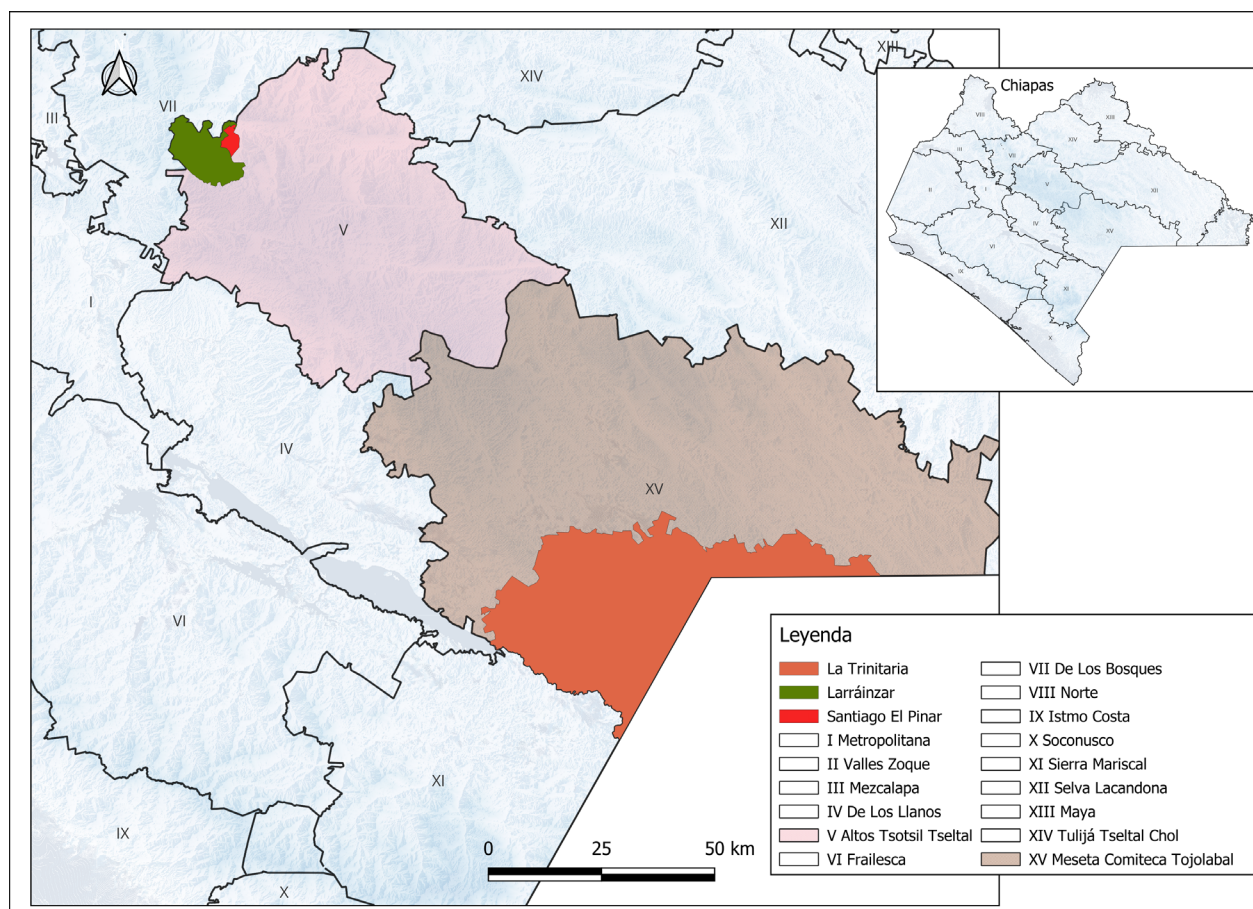 XIV
XIII
III
VII
V
XII
I
IV
XV
VI
XI
IX
X
0 25 50 km
Chiapas
VIII
XIII
XIV
III
VII
II
I
V
XII
IV
XV
VI
IX
XI
X
Leyenda
La Trinitaria
Larráinzar
Santiago El Pinar
I Metropolitana
II Valles Zoque
III Mezcalapa
IV De Los Llanos
V Altos Tsotsil Tseltal
VI Frailesca
VII De Los Bosques
VIII Norte
IX Istmo Costa
X Soconusco
XI Sierra Mariscal
XII Selva Lacandona
XIII Maya
XIV Tulijá Tseltal Chol
XV Meseta Comiteca Tojolabal